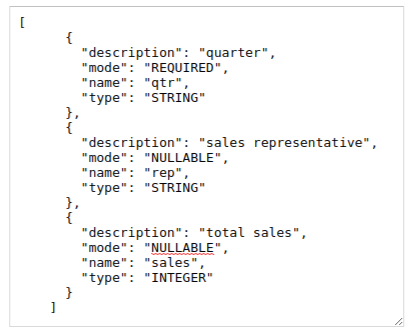 [
      {
        "description": "quarter",
        "mode": "REQUIRED",
        "name": "qtr",
        "type": "STRING"
      },
      {
        "description": "sales representative",
        "mode": "NULLABLE",
        "name": "rep",
        "type": "STRING"
      },
      {
        "description": "total sales",
        "mode": "NULLABLE",
        "name": "sales",
        "type": "INTEGER"
      }
    ]